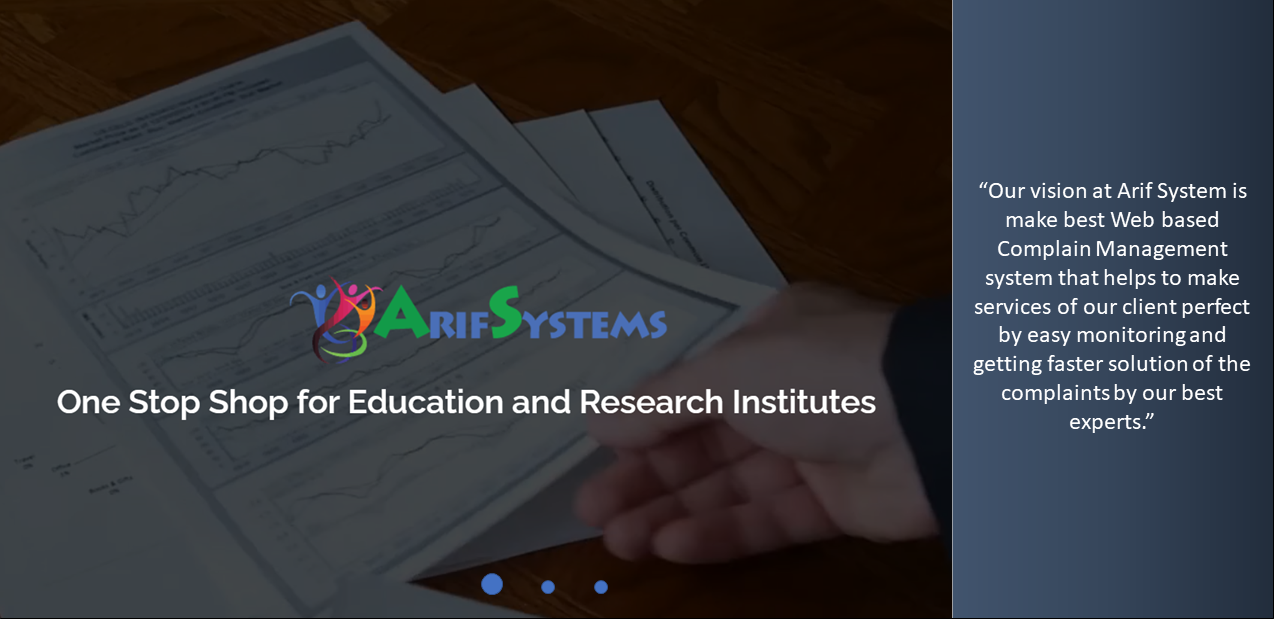 ARIFSYSTEMS
One Stop Shop for Education and Research Institutes
“Our vision at Arif System is
make best Web based
Complain Management
system that helps to make
services of our client perfect
by easy monitoring and
getting faster solution of the
complaints by our best
experts.”